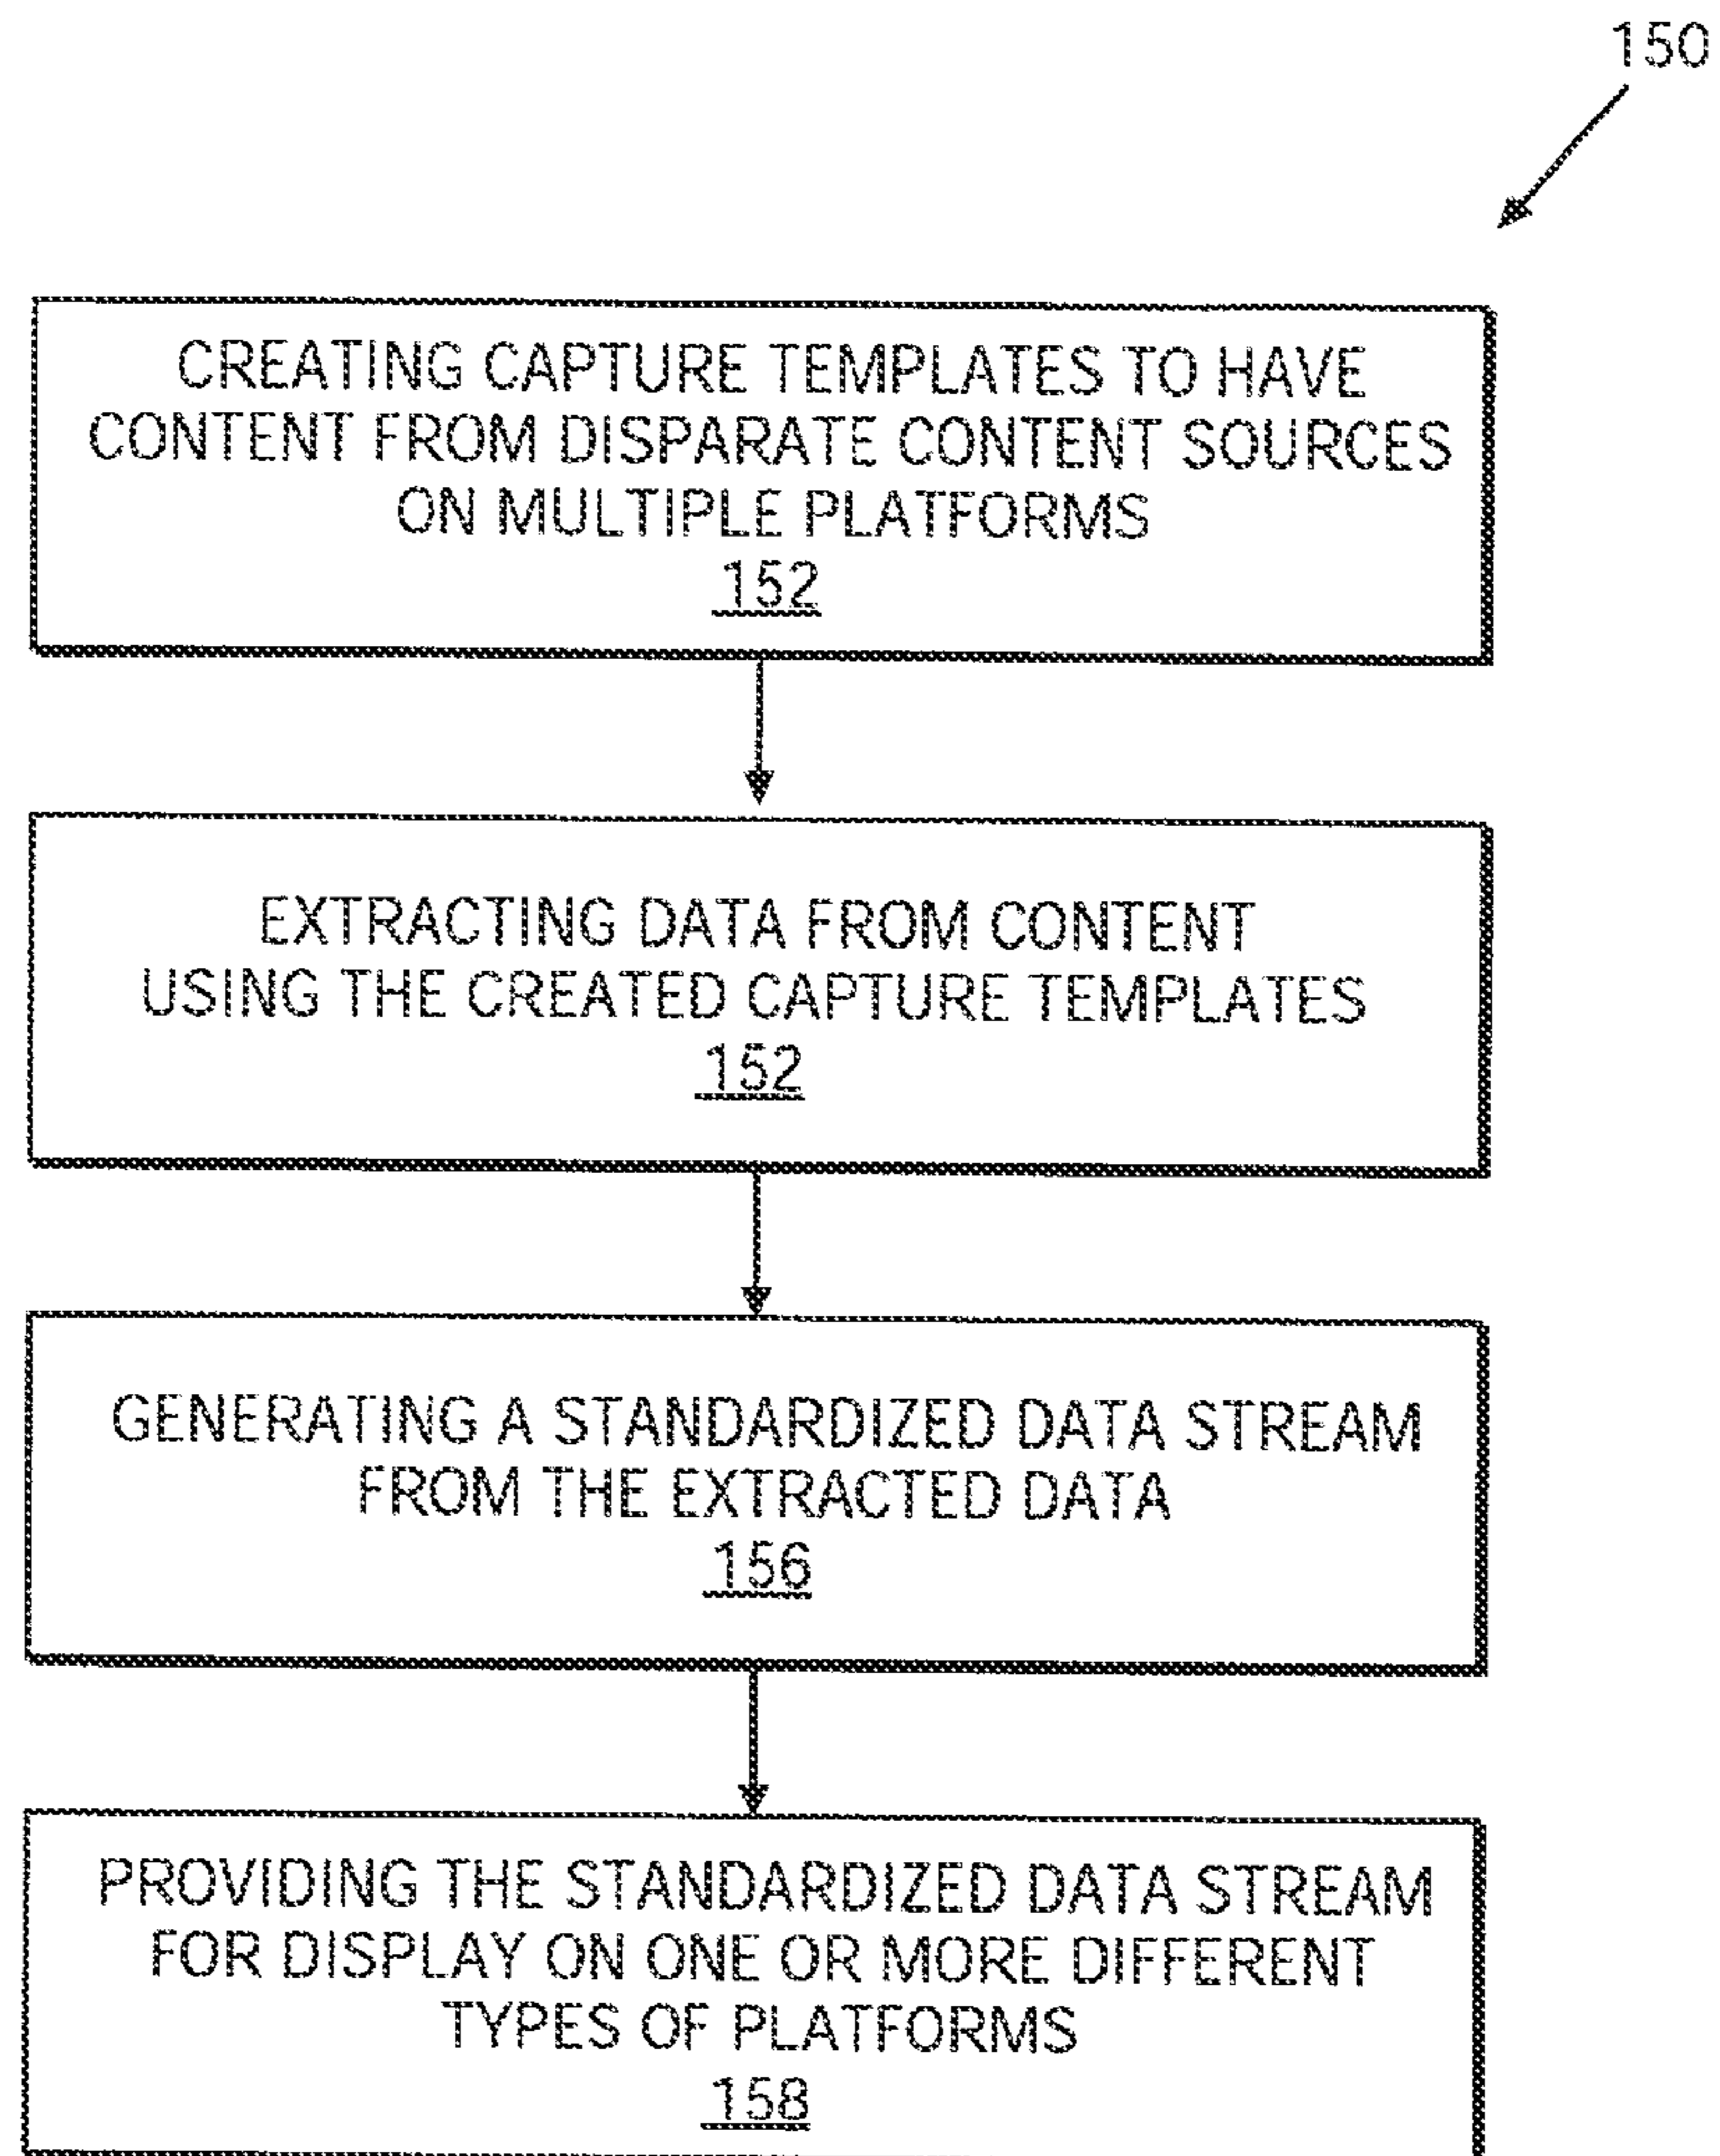 150
CREATING CAPTURE TEMPLATES TO HAVE
CONTENT FROM DISPARATE CONTENT SOURCES
ON MULTIPLE PLATFORMS
152
EXTRACTING DATA FROM CONTENT
USING THE CREATED CAPTURE TEMPLATES
152
GENERATING A STANDARDIZED DATA STREAM
FROM THE EXTRACTED DATA
156
PROVIDING THE STANDARDIZED DATA STREAM
FOR DISPLAY ON ONE OR MORE DIFFERENT
TYPES OF PLATFORMS
158